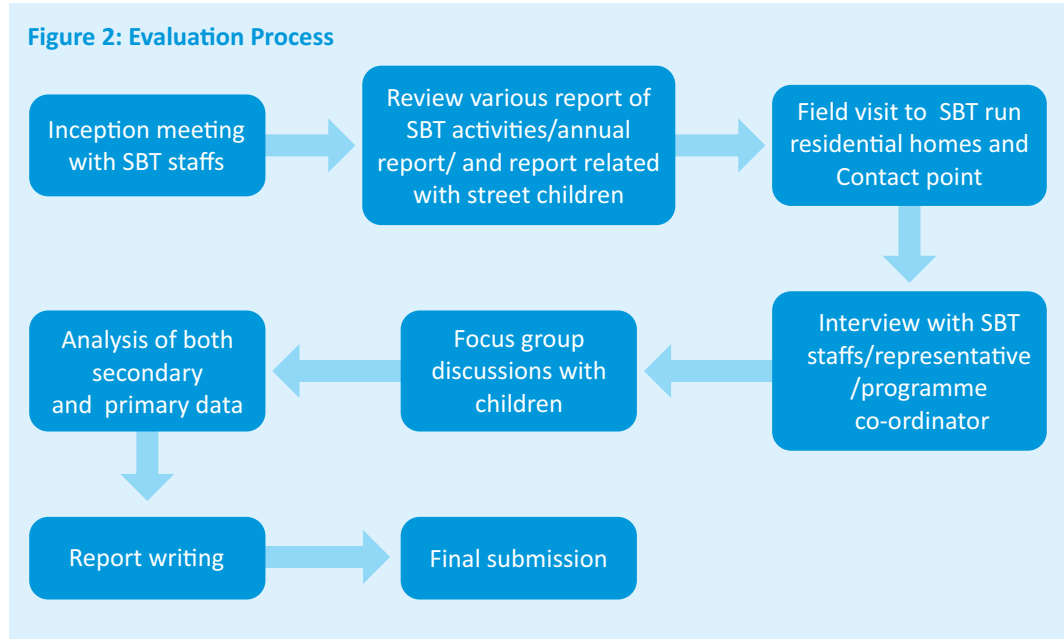 Figure 2: Evaluation Process
Inception meeting
with SBT staffs
Review various report of
SBT activities/annual
report/ and report related
with street children
Field visit to SBT run
residential homes and
Contact point
Interview with SBT
staffs/representative
/programme
co-ordinator
Focus group
discussions with
children
Analysis of both
secondary
and primary data
Report writing
Final submission